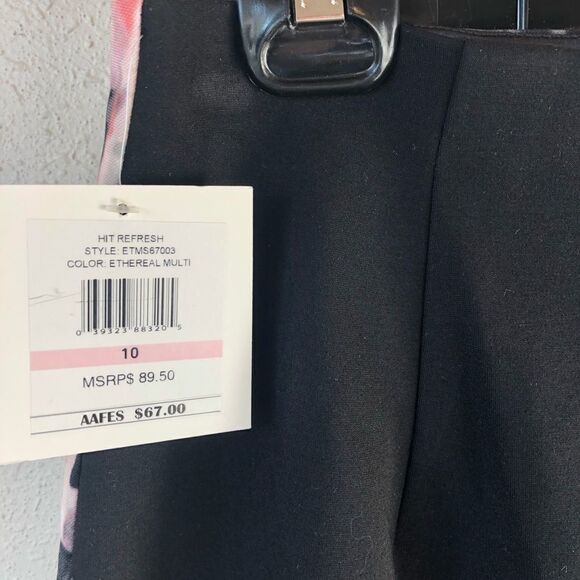 HIT REFRESH
STYLE: ETMS67003
COLOR: ETHEREAL MULTI
0 39323 88320 5
10
MSRP$ 89.50
AAFES $67.00